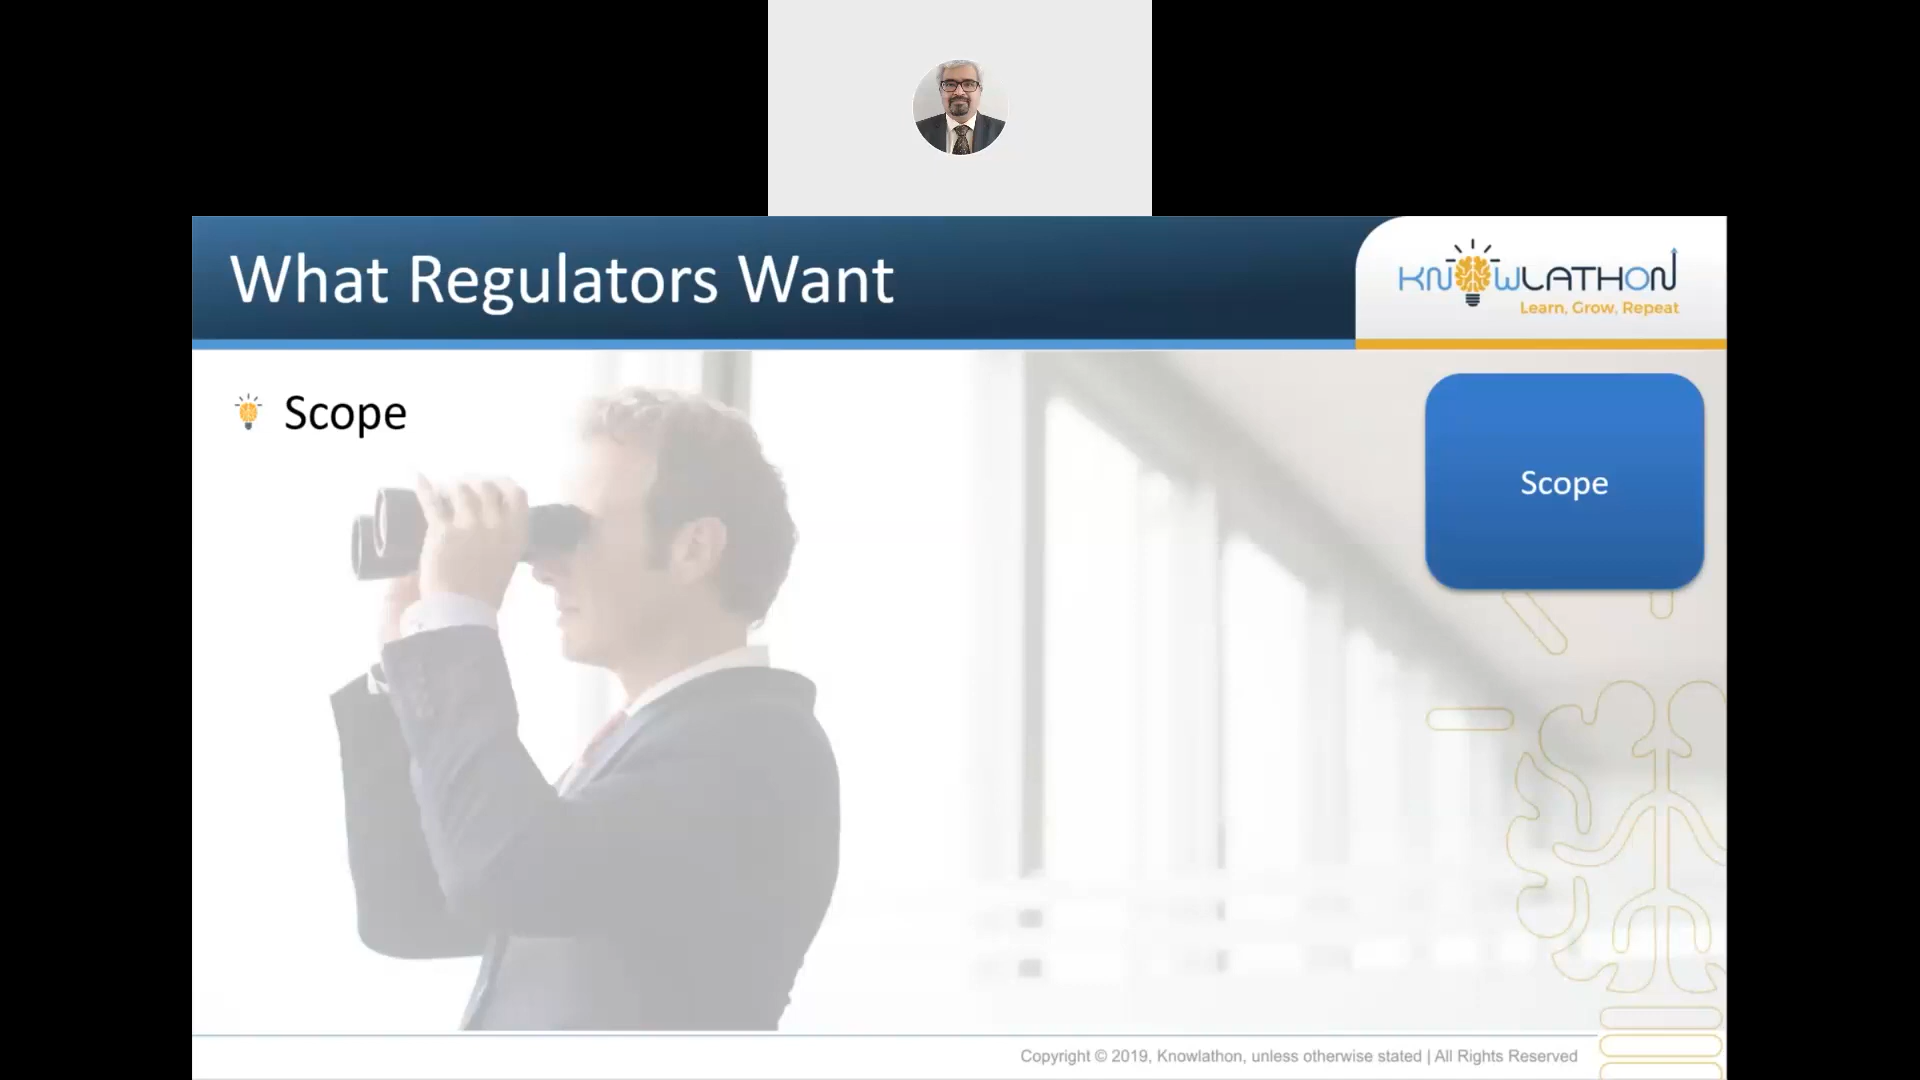 What Regulators Want
KNOWLATHON
Learn, Grow, Repeat
Scope
Scope
Copyright © 2019, Knowlathon, unless otherwise stated | All Rights Reserved